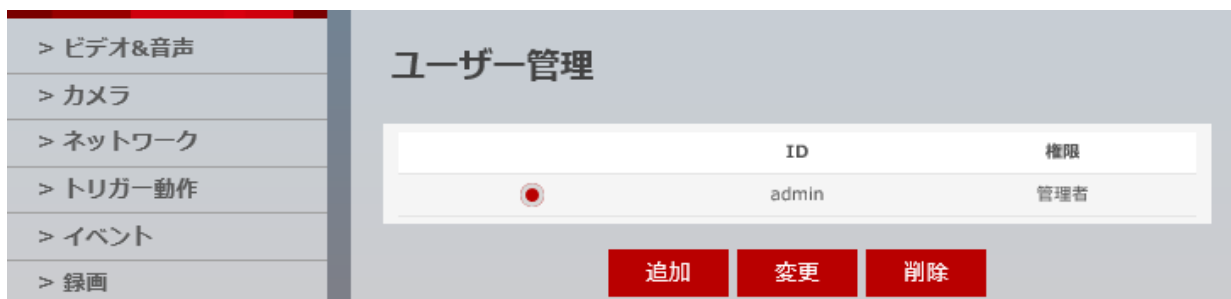 > ビデオ&音声
> カメラ
> ネットワーク
> トリガー動作
> イベント
> 録画
ユーザー管理
ID 権限
admin 管理者
追加 変更 削除